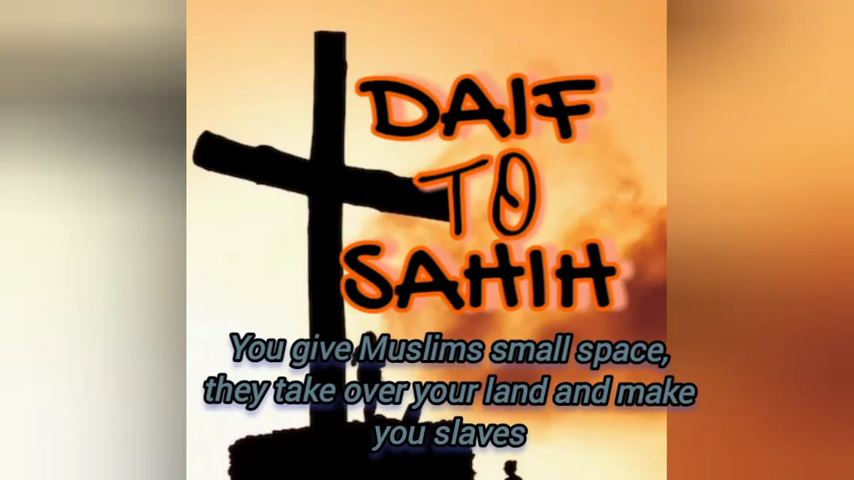 DAIF
TO
SAHIH
You give Muslims small space,
they take over your land and make
you slaves